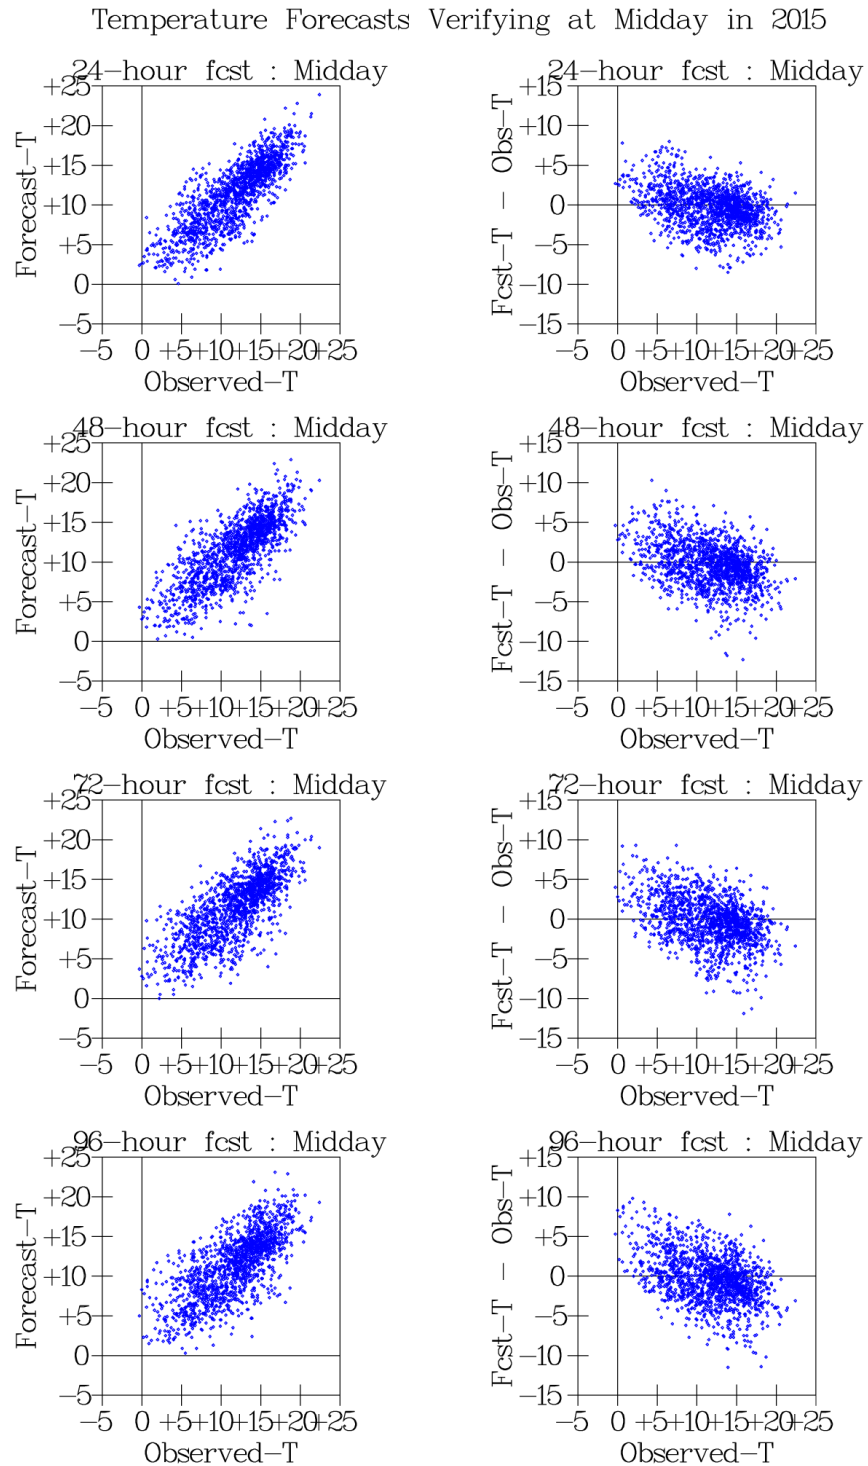 Temperature Forecasts Verifying at Midday in 2015
24-hour fcst : Midday
+25
+20
+15
+10
+5
0
-5
Forecast-T
-5 0 +5 +10 +15 +20 +25
Observed-T
24-hour fcst : Midday
+15
+10
+5
0
-5
-10
-15
Fcst-T - Obs-T
-5 0 +5 +10 +15 +20 +25
Observed-T
48-hour fcst : Midday
+25
+20
+15
+10
+5
0
-5
Forecast-T
-5 0 +5 +10 +15 +20 +25
Observed-T
48-hour fcst : Midday
+15
+10
+5
0
-5
-10
-15
Fcst-T - Obs-T
-5 0 +5 +10 +15 +20 +25
Observed-T
72-hour fcst : Midday
+25
+20
+15
+10
+5
0
-5
Forecast-T
-5 0 +5 +10 +15 +20 +25
Observed-T
72-hour fcst : Midday
+15
+10
+5
0
-5
-10
-15
Fcst-T - Obs-T
-5 0 +5 +10 +15 +20 +25
Observed-T
96-hour fcst : Midday
+25
+20
+15
+10
+5
0
-5
Forecast-T
-5 0 +5 +10 +15 +20 +25
Observed-T
96-hour fcst : Midday
+15
+10
+5
0
-5
-10
-15
Fcst-T - Obs-T
-5 0 +5 +10 +15 +20 +25
Observed-T